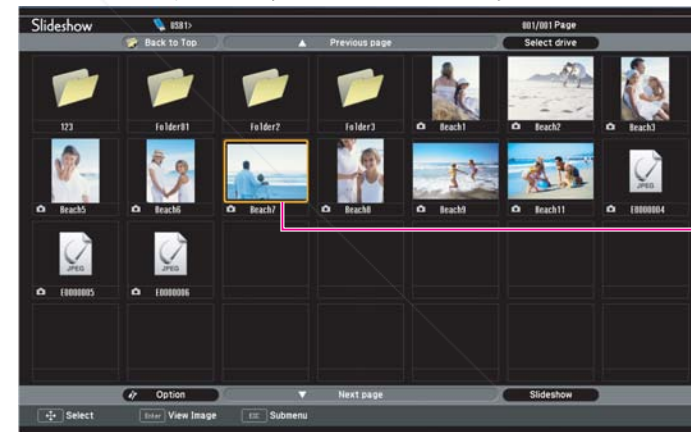 Slideshow USB1> 001/001 Page
Back to Top Previous page Select drive
123 Folder01 Folder2 Folder3 Beach1 Beach2 Beach3
JPEG
Beach5 Beach6 Beach7 Beach8 Beach9 Beach11 E0000004
JPEG JPEG
E0000005 E0000006
Option Next page Slideshow
Select Enter View Image ESC Submenu